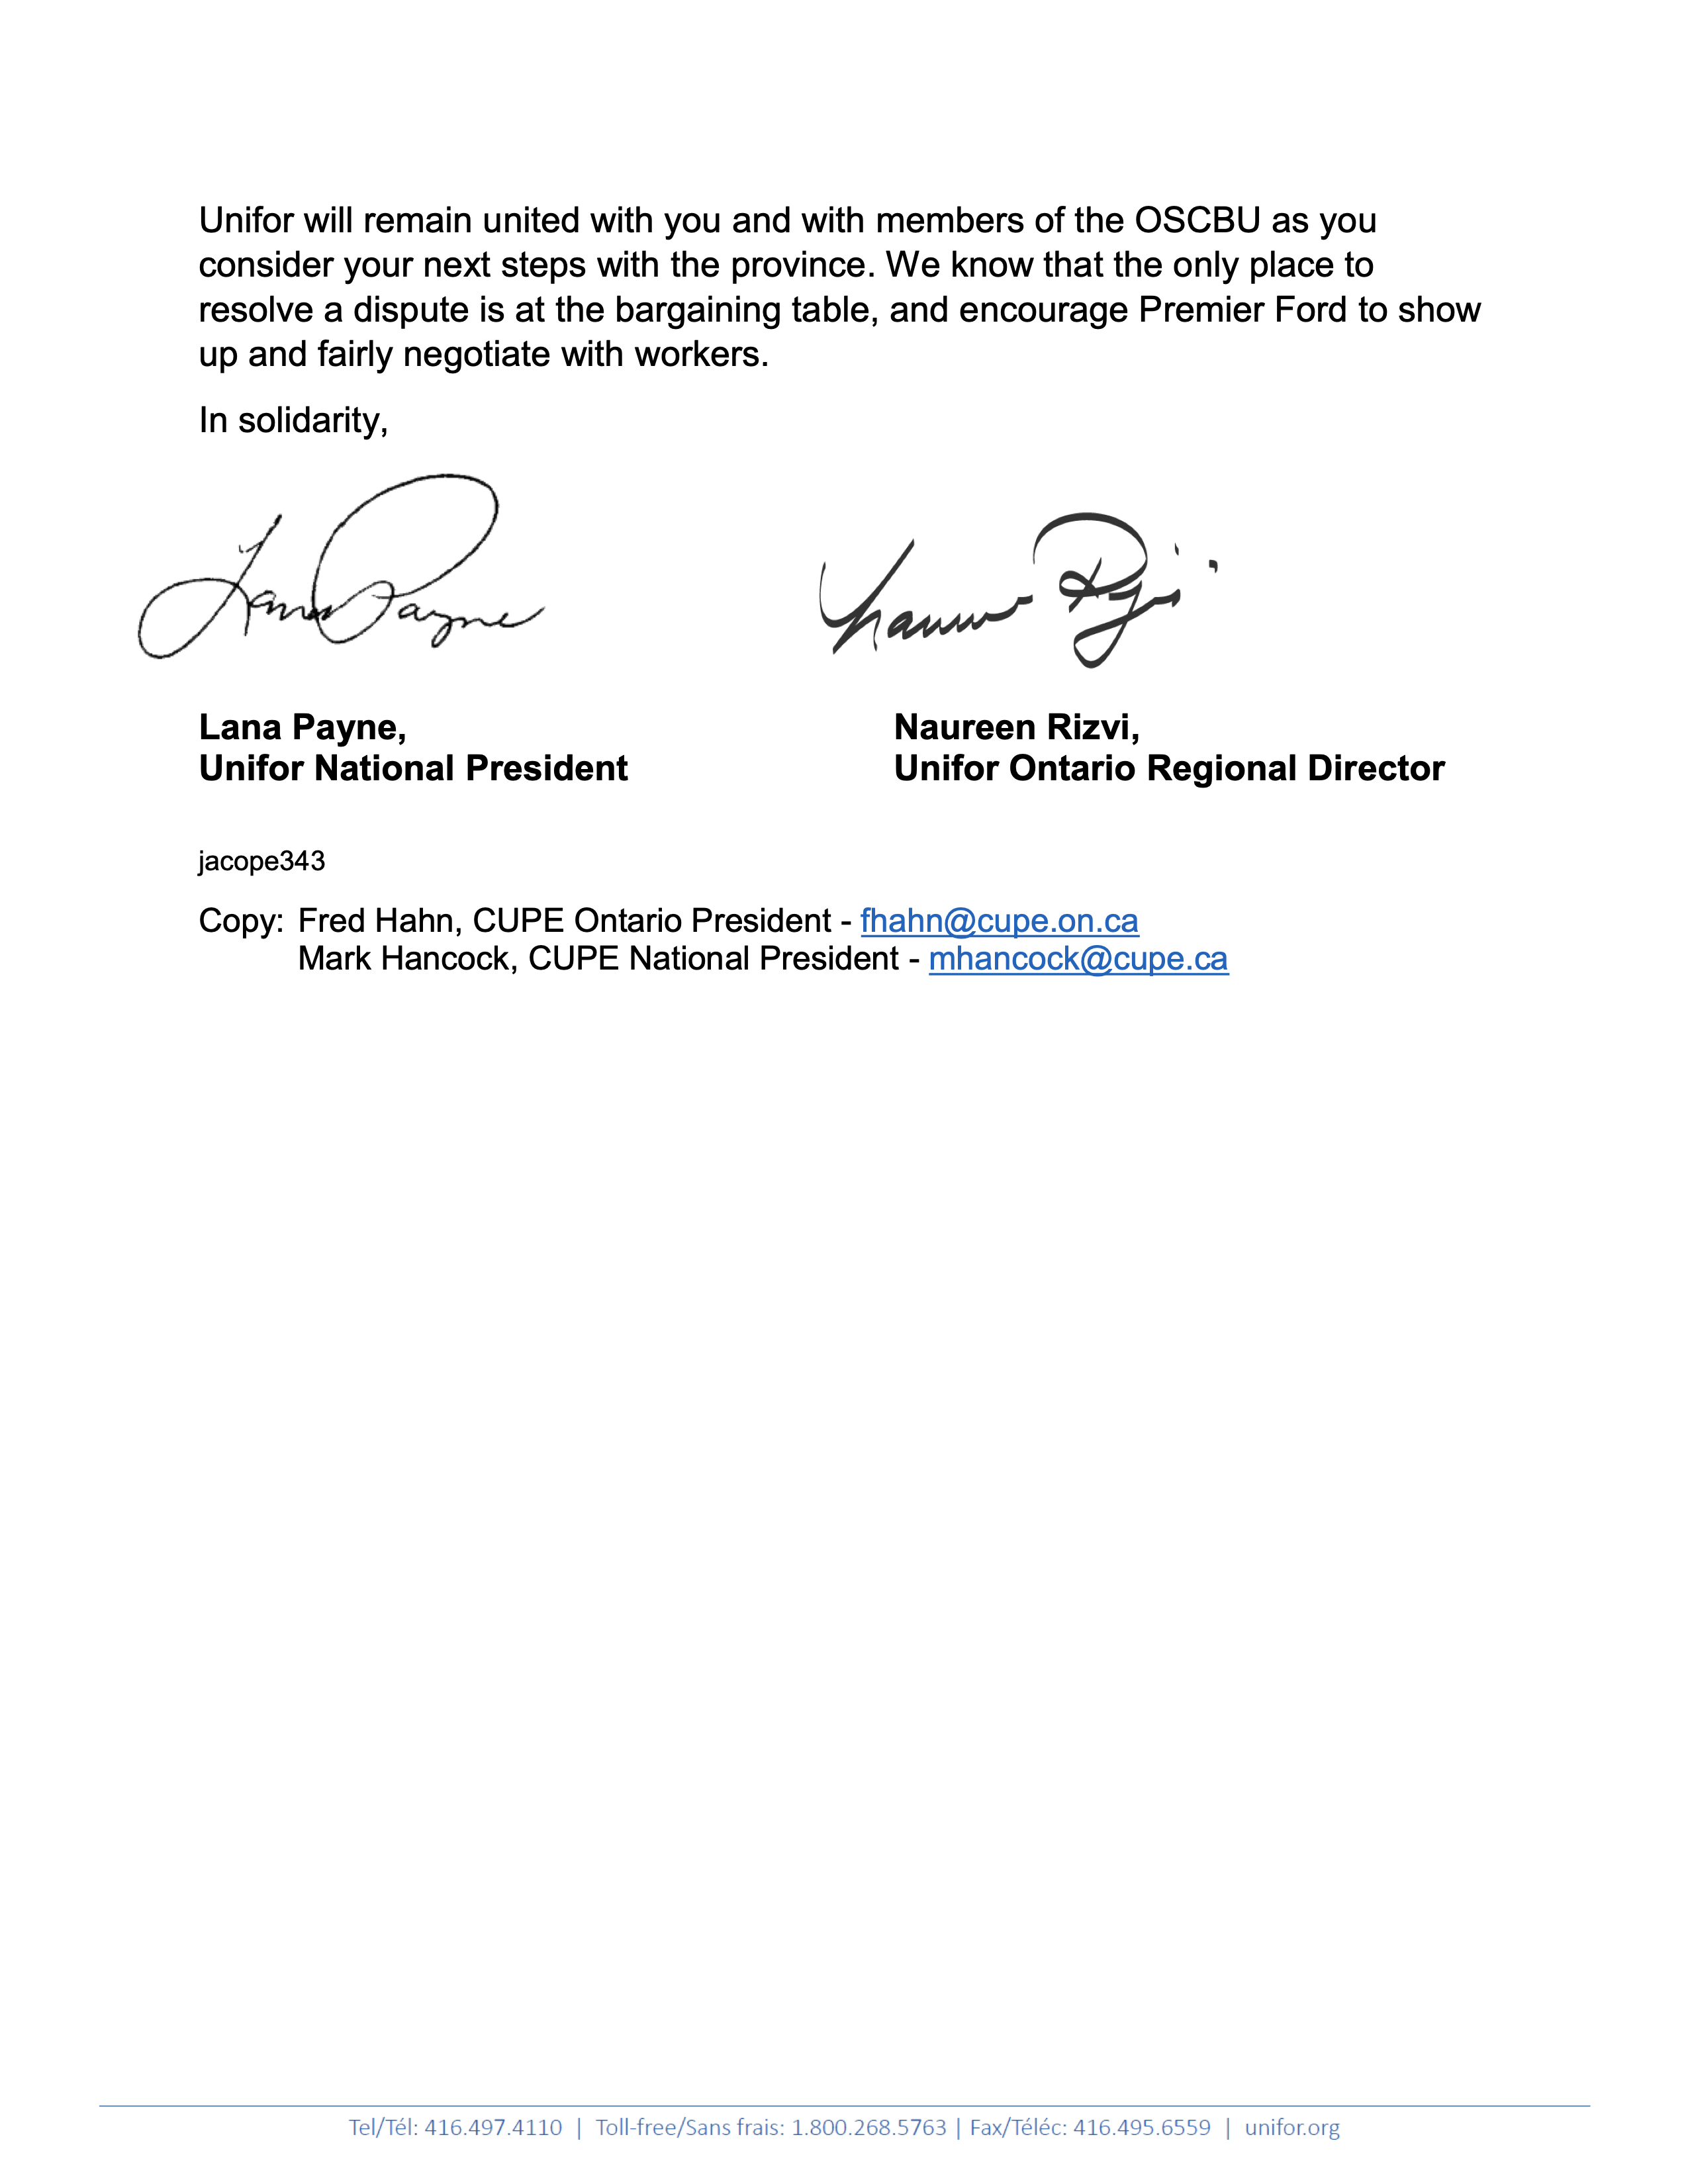 Unifor will remain united with you and with members of the OSCBU as you
consider your next steps with the province. We know that the only place to
resolve a dispute is at the bargaining table, and encourage Premier Ford to show
up and fairly negotiate with workers.
In solidarity,
Lana Payne
Naureen Rizvi
Lana Payne,
Unifor National President
Naureen Rizvi,
Unifor Ontario Regional Director
jacope343
Copy: Fred Hahn, CUPE Ontario President - fhahn@cupe.on.ca
Mark Hancock, CUPE National President - mhancock@cupe.ca
Tel/Tél: 416.497.4110 | Toll-free/Sans frais: 1.800.268.5763 | Fax/Téléc: 416.495.6559 | unifor.org